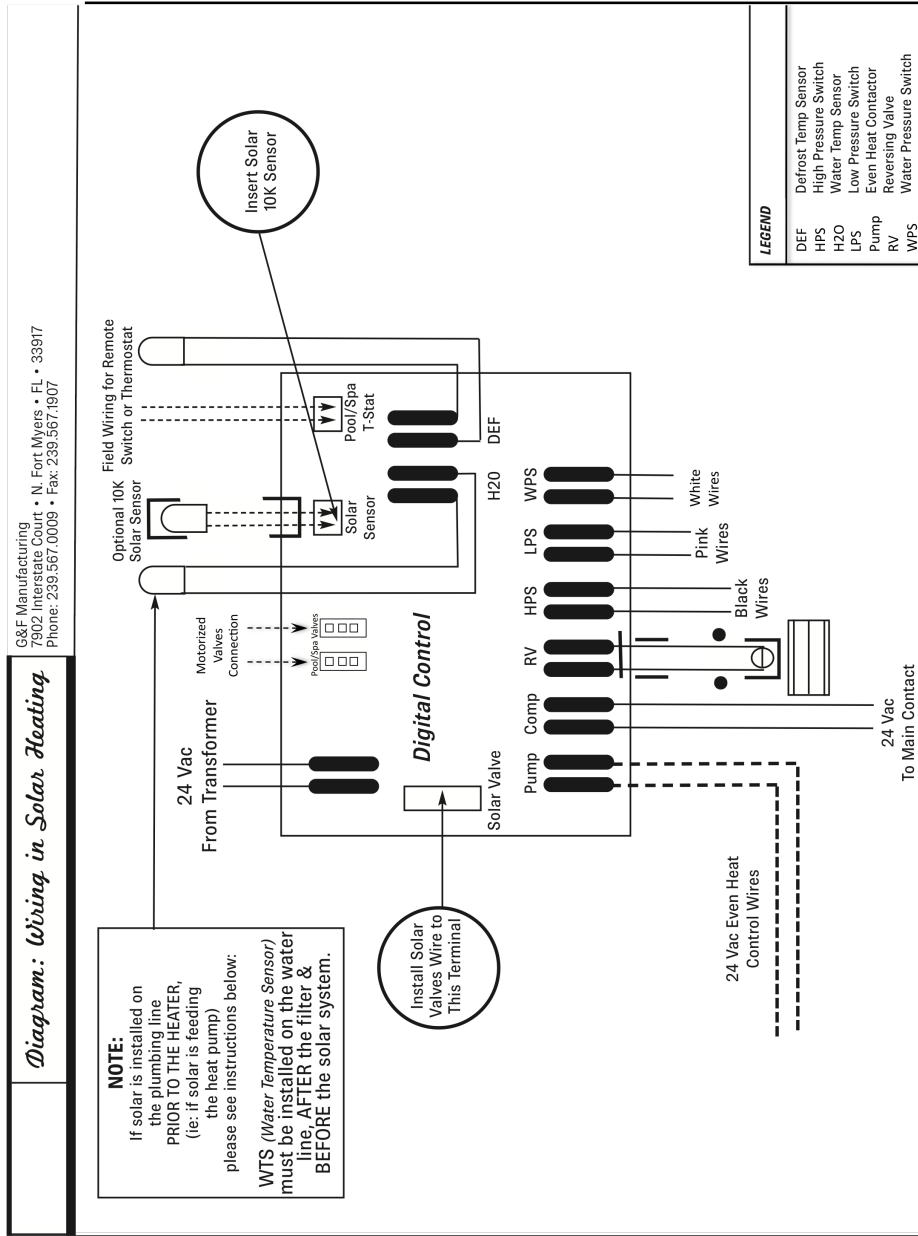 Diagram: Wiring in Solar Heating
G&F Manufacturing
7902 Interstate Court • N. Fort Myers • FL • 33917
Phone: 239.567.0009 • Fax: 239.567.1907
NOTE:
If solar is installed on
the plumbing line
PRIOR TO THE HEATER,
(ie: if solar is feeding
the heat pump)
please see instructions below:
WTS (Water Temperature Sensor)
must be installed on the water
line, AFTER the filter &
BEFORE the solar system.
24 Vac
From Transformer
Motorized
Valves
Connection
Optional 10K
Solar Sensor
Field Wiring for Remote
Switch or Thermostat
Insert Solar
10K Sensor
Pool/Spa Valves
Solar
Sensor
Pool/Spa
T-Stat
H20
DEF
Digital Control
Solar Valve
Install Solar
Valves Wire to
This Terminal
Pump
Comp
RV
HPS
LPS
WPS
Black
Wires
Pink
Wires
White
Wires
24 Vac Even Heat
Control Wires
24 Vac
To Main Contact
LEGEND
DEF Defrost Temp Sensor
HPS High Pressure Switch
H2O Water Temp Sensor
LPS Low Pressure Switch
Pump Even Heat Contactor
RV Reversing Valve
WPS Water Pressure Switch